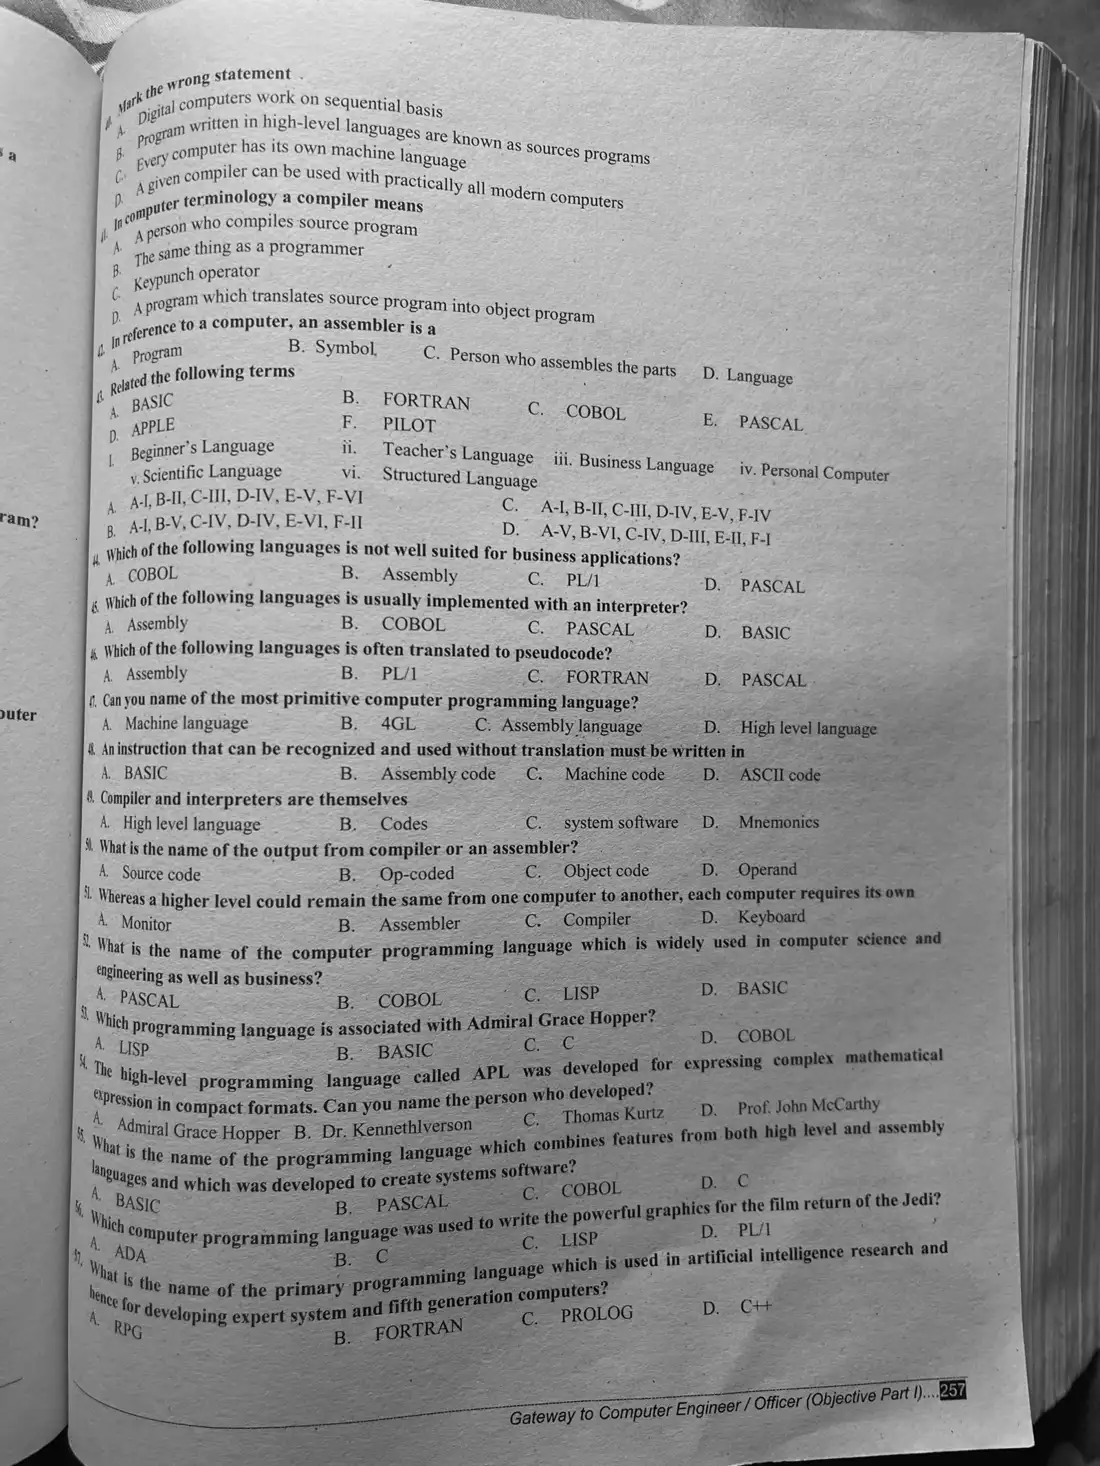 s a
ram?
outer
40. Mark the wrong statement
A. Digital computers work on sequential basis
B. Program written in high-level languages are known as sources programs
C. Every computer has its own machine language
D. A given compiler can be used with practically all modern computers
41. In computer terminology a compiler means
A. A person who compiles source program
B. The same thing as a programmer
C. Keypunch operator
D. A program which translates source program into object program
42. In reference to a computer, an assembler is a
A. Program B. Symbol, C. Person who assembles the parts D. Language
43. Related the following terms
A. BASIC B. FORTRAN C. COBOL E. PASCAL
D. APPLE F. PILOT
I. Beginner's Language ii. Teacher's Language iii. Business Language iv. Personal Computer
v. Scientific Language vi. Structured Language
A. A-I, B-II, C-III, D-IV, E-V, F-VI C. A-I, B-II, C-III, D-IV, E-V, F-IV
B. A-I, B-V, C-IV, D-IV, E-VI, F-II D. A-V, B-VI, C-IV, D-III, E-II, F-I
44. Which of the following languages is not well suited for business applications?
A. COBOL B. Assembly C. PL/1 D. PASCAL
45. Which of the following languages is usually implemented with an interpreter?
A. Assembly B. COBOL C. PASCAL D. BASIC
46. Which of the following languages is often translated to pseudocode?
A. Assembly B. PL/1 C. FORTRAN D. PASCAL
47. Can you name of the most primitive computer programming language?
A. Machine language B. 4GL C. Assembly language D. High level language
48. An instruction that can be recognized and used without translation must be written in
A. BASIC B. Assembly code C. Machine code D. ASCII code
49. Compiler and interpreters are themselves
A. High level language B. Codes C. system software D. Mnemonics
50. What is the name of the output from compiler or an assembler?
A. Source code B. Op-coded C. Object code D. Operand
51. Whereas a higher level could remain the same from one computer to another, each computer requires its own
A. Monitor B. Assembler C. Compiler D. Keyboard
52. What is the name of the computer programming language which is widely used in computer science and
engineering as well as business?
A. PASCAL B. COBOL C. LISP D. BASIC
53. Which programming language is associated with Admiral Grace Hopper?
A. LISP B. BASIC C. C D. COBOL
54. The high-level programming language called APL was developed for expressing complex mathematical
expression in compact formats. Can you name the person who developed?
A. Admiral Grace Hopper B. Dr. Kennethlverson C. Thomas Kurtz D. Prof. John McCarthy
55. What is the name of the programming language which combines features from both high level and assembly
languages and which was developed to create systems software?
A. BASIC B. PASCAL C. COBOL D. C
56. Which computer programming language was used to write the powerful graphics for the film return of the Jedi?
A. ADA B. C C. LISP D. PL/1
57. What is the name of the primary programming language which is used in artificial intelligence research and
hence for developing expert system and fifth generation computers?
A. RPG B. FORTRAN C. PROLOG D. C++
Gateway to Computer Engineer / Officer (Objective Part I)....257